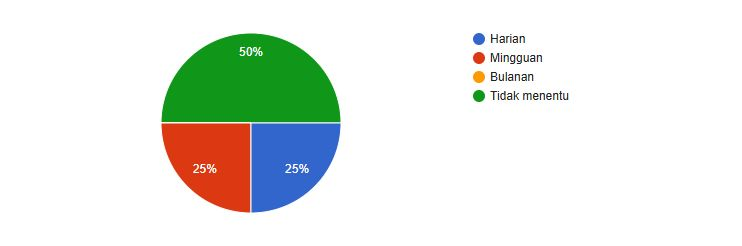 50%
25%
25%
Harian
Mingguan
Bulanan
Tidak menentu